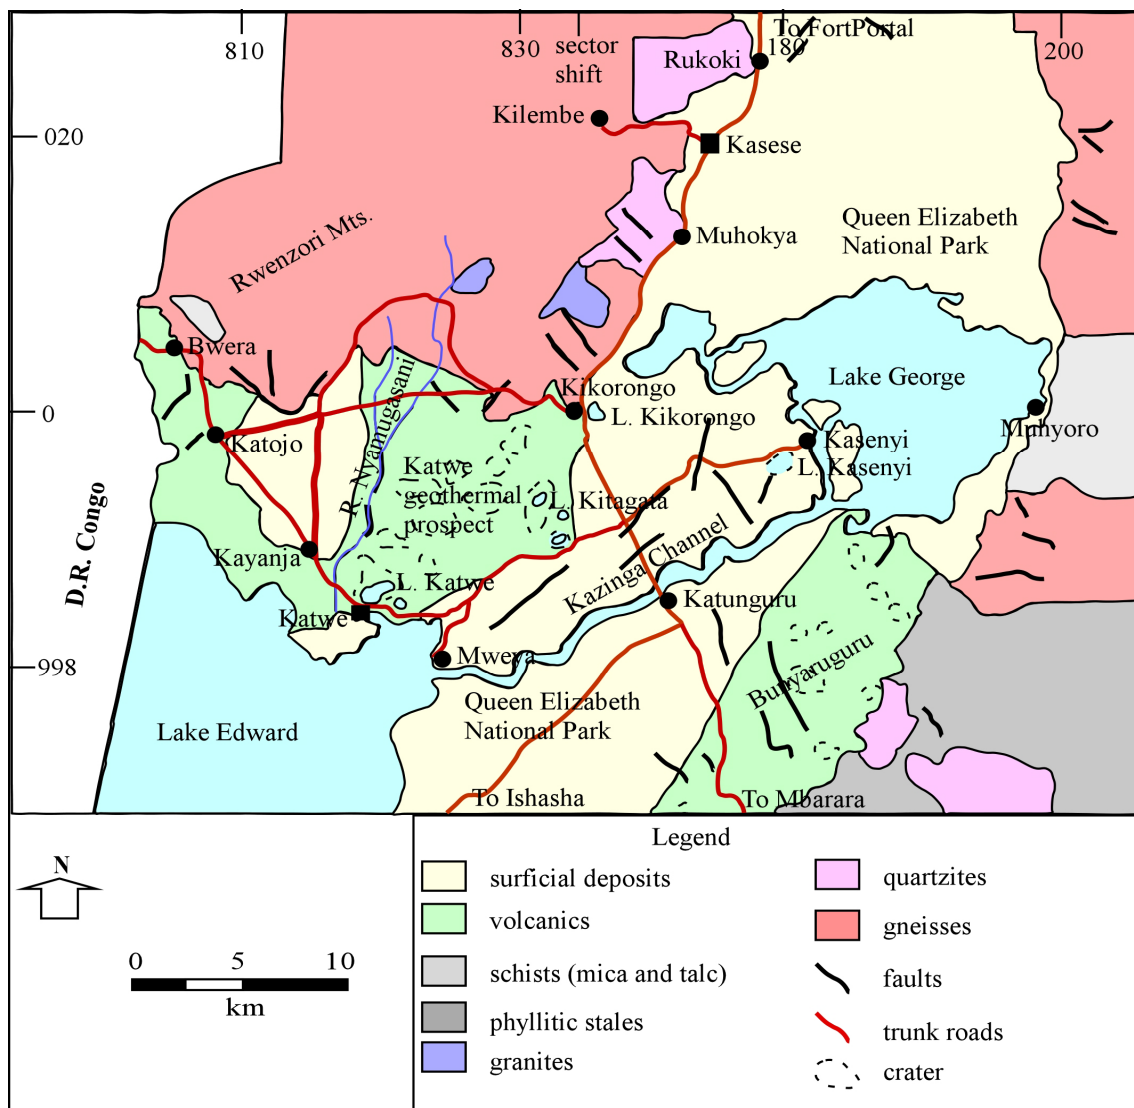 To FortPortal
810
830
sector
shift
180
200
Rukoki
Kilembe
020
Kasese
Rwenzori Mts.
Muhokya
Queen Elizabeth
National Park
Bwera
Lake George
Kikorongo
0
L. Kikorongo
Muhyoro
Katojo
R. Nyamugasani
Kasenyi
L. Kasenyi
Katwe
geothermal
prospect
L. Kitagata
D.R. Congo
Kayanja
Kazinga Channel
L. Katwe
Katwe
Katunguru
Mweya
998
Bunyaruguru
Queen Elizabeth
National Park
Lake Edward
To Ishasha
To Mbarara
Legend
N
surficial deposits
volcanics
schists (mica and talc)
phyllitic stales
granites
quartzites
gneisses
faults
trunk roads
crater
0 5 10
km